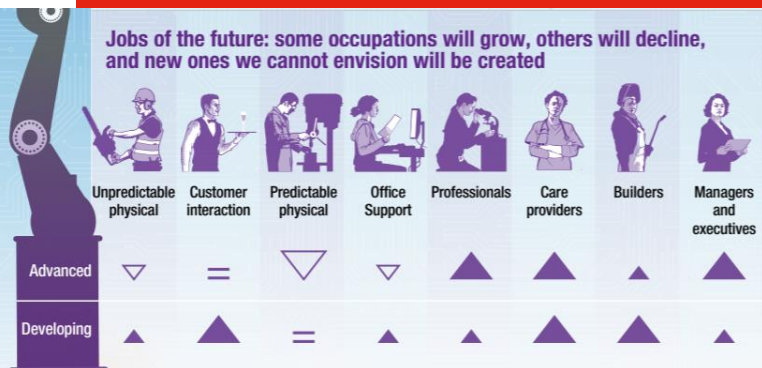 Jobs of the future: some occupations will grow, others will decline,
and new ones we cannot envision will be created
Unpredictable
physical
Customer
interaction
Predictable
physical
Office
Support
Professionals
Care
providers
Builders
Managers
and
executives
Advanced
=
Developing
=